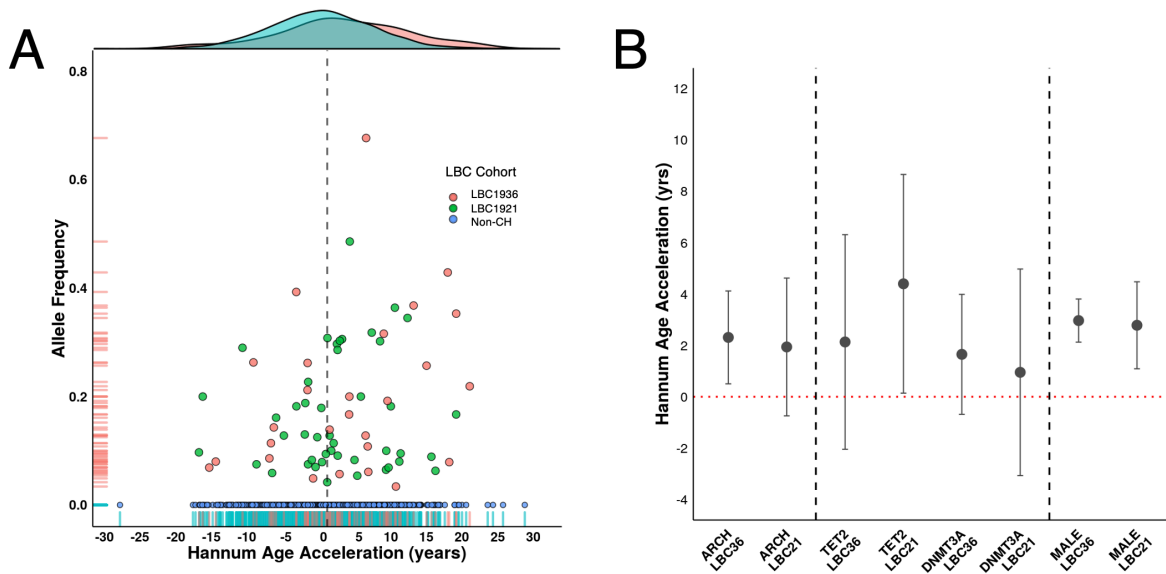 A
B
0.8
0.6
0.4
0.2
0.0
Allele Frequency
LBC Cohort
LBC1936
LBC1921
Non-CH
-30 -25 -20 -15 -10 -5 0 5 10 15 20 25 30
Hannum Age Acceleration (years)
12
10
8
6
4
2
0
-2
-4
Hannum Age Acceleration (yrs)
ARCH
LBC36
ARCH
LBC21
TET2
LBC36
TET2
LBC21
DNMT3A
LBC36
DNMT3A
LBC21
MALE
LBC36
MALE
LBC21